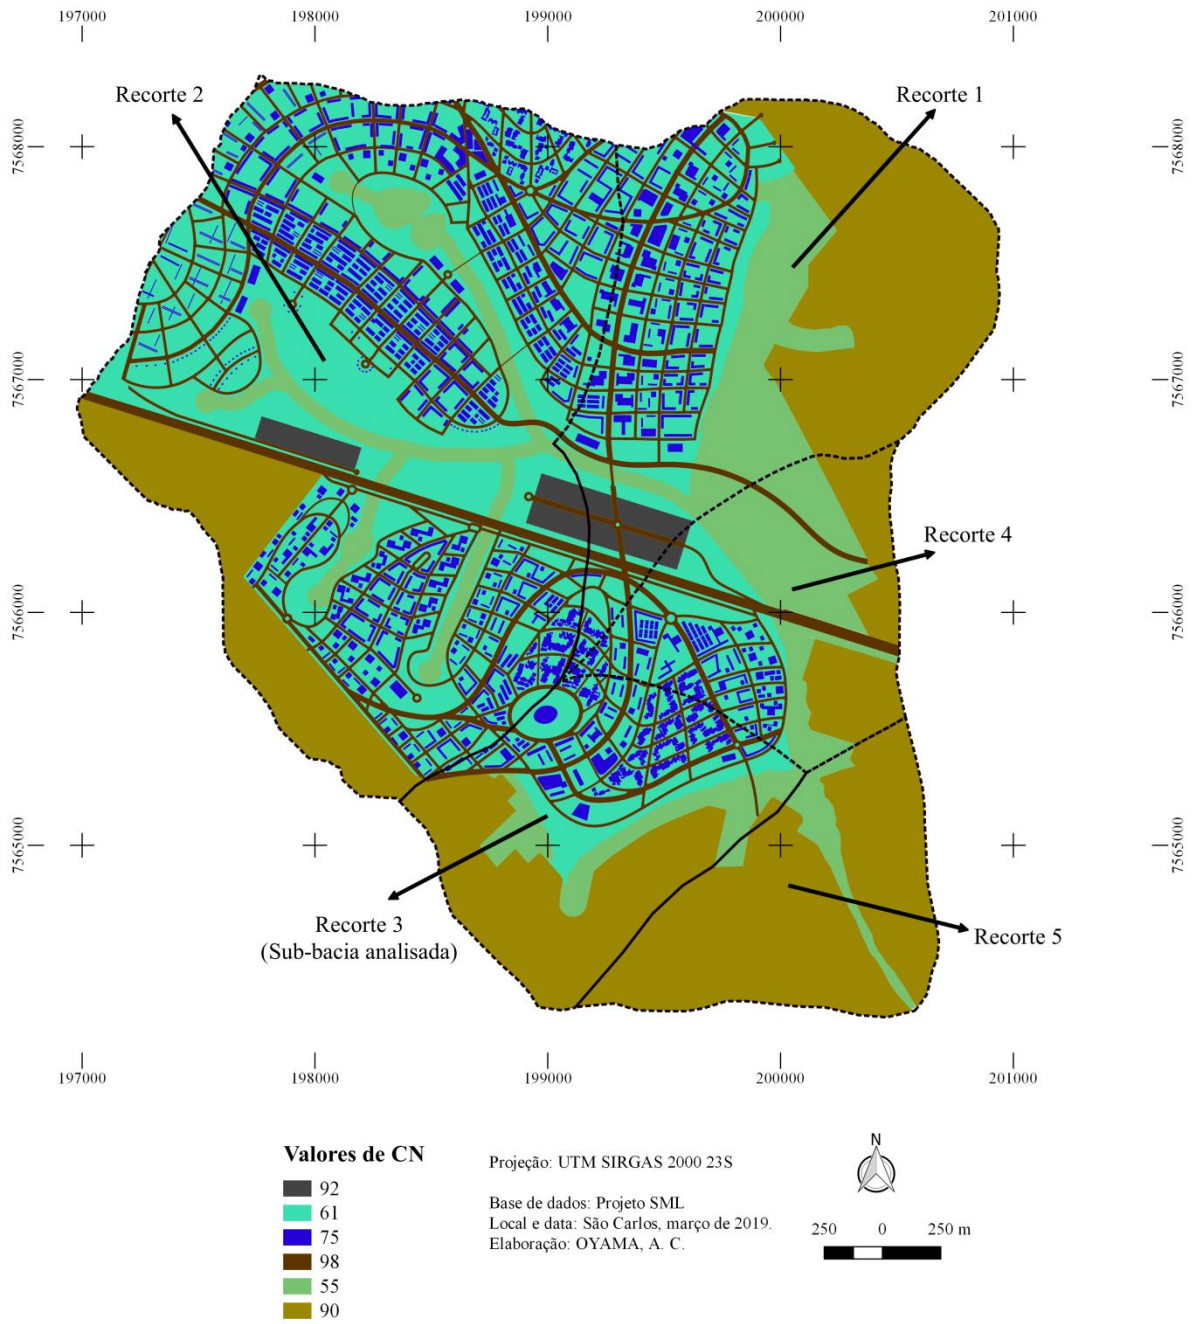 197000
198000
199000
200000
201000
Recorte 2
Recorte 1
7568000
7568000
7567000
7567000
Recorte 4
7566000
7566000
7565000
7565000
Recorte 3
(Sub-bacia analisada)
Recorte 5
197000
198000
199000
200000
201000
Valores de CN
92
61
75
98
55
90
Projeção: UTM SIRGAS 2000 23S
Base de dados: Projeto SML
Local e data: São Carlos, março de 2019.
Elaboração: OYAMA, A. C.
N
250 0 250 m